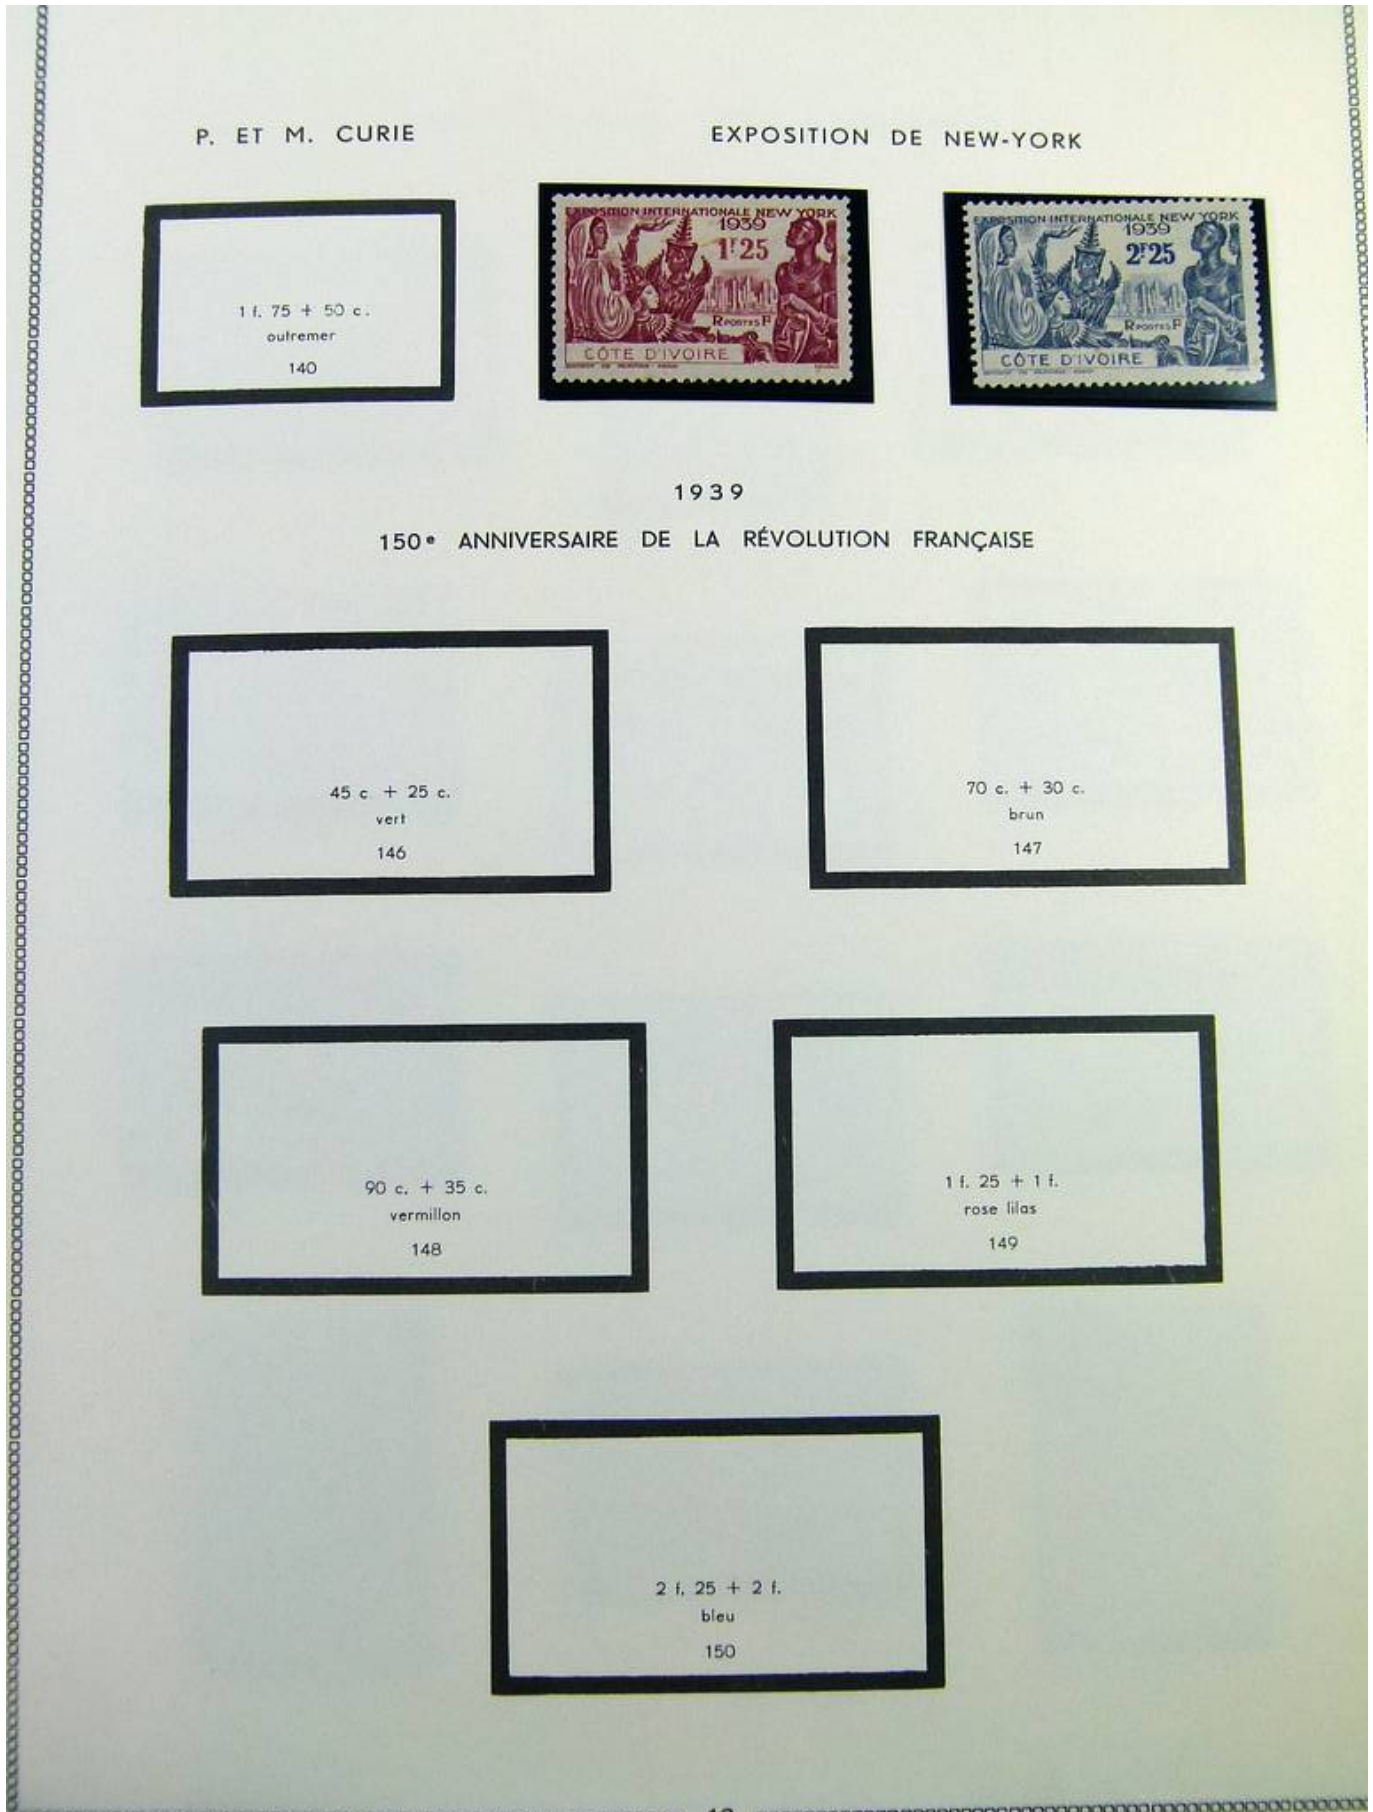 P. ET M. CURIE
EXPOSITION DE NEW-YORK
1 f. 75 + 50 c.
outremer
140
EXPOSITION INTERNATIONALE NEW YORK
1939
1F25
RPOSTESF
CÔTE D'IVOIRE
EXPOSITION INTERNATIONALE NEW YORK
1939
2F25
RPOSTESF
CÔTE D'IVOIRE
1939
150e ANNIVERSAIRE DE LA RÉVOLUTION FRANÇAISE
45 c. + 25 c.
vert
146
70 c. + 30 c.
brun
147
90 c. + 35 c.
vermillon
148
1 f. 25 + 1 f.
rose lilas
149
2 f. 25 + 2 f.
bleu
150